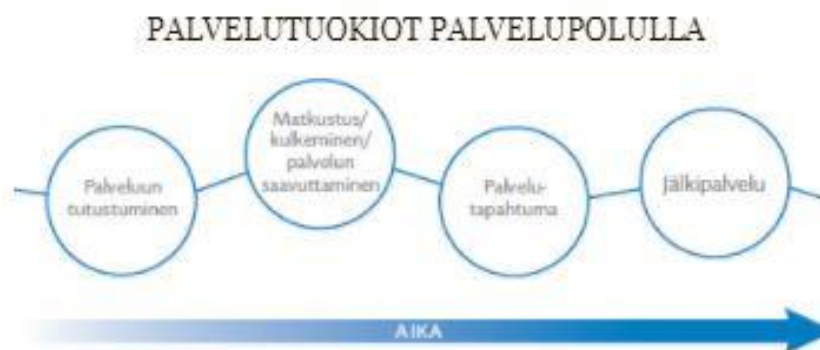 PALVELUTUOKIOT PALVELUPOLULLA
Palveluun
tutustuminen
Matkustus/
kulkeminen/
palvelun
saavuttaminen
Palvelu-
tapahtuma
Jälkipalvelu
AIKA